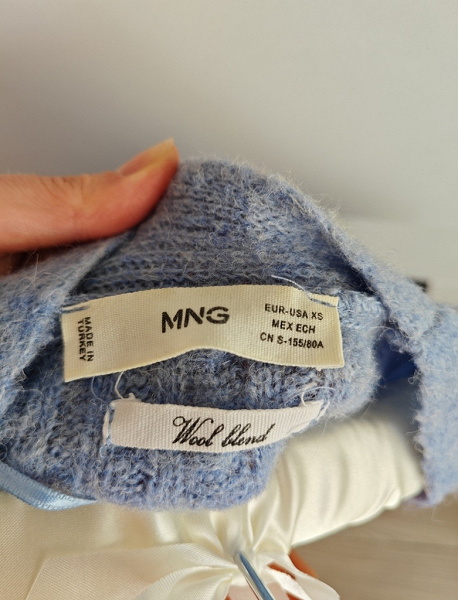 MADE IN
TURKEY
MNG
EUR-USA XS
MEX ECH
CN S-155/80A
Wool blend